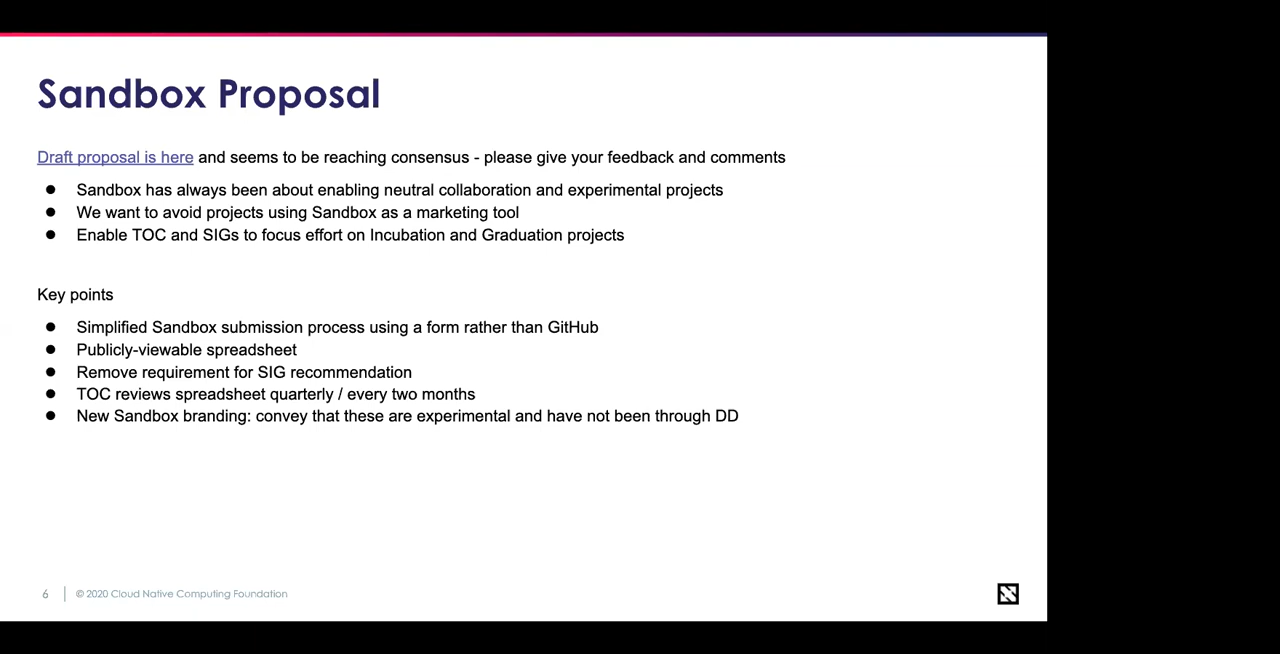 Sandbox Proposal
Draft proposal is here and seems to be reaching consensus - please give your feedback and comments
● Sandbox has always been about enabling neutral collaboration and experimental projects
● We want to avoid projects using Sandbox as a marketing tool
● Enable TOC and SIGs to focus effort on Incubation and Graduation projects
Key points
● Simplified Sandbox submission process using a form rather than GitHub
● Publicly-viewable spreadsheet
● Remove requirement for SIG recommendation
● TOC reviews spreadsheet quarterly / every two months
● New Sandbox branding: convey that these are experimental and have not been through DD
6 | © 2020 Cloud Native Computing Foundation